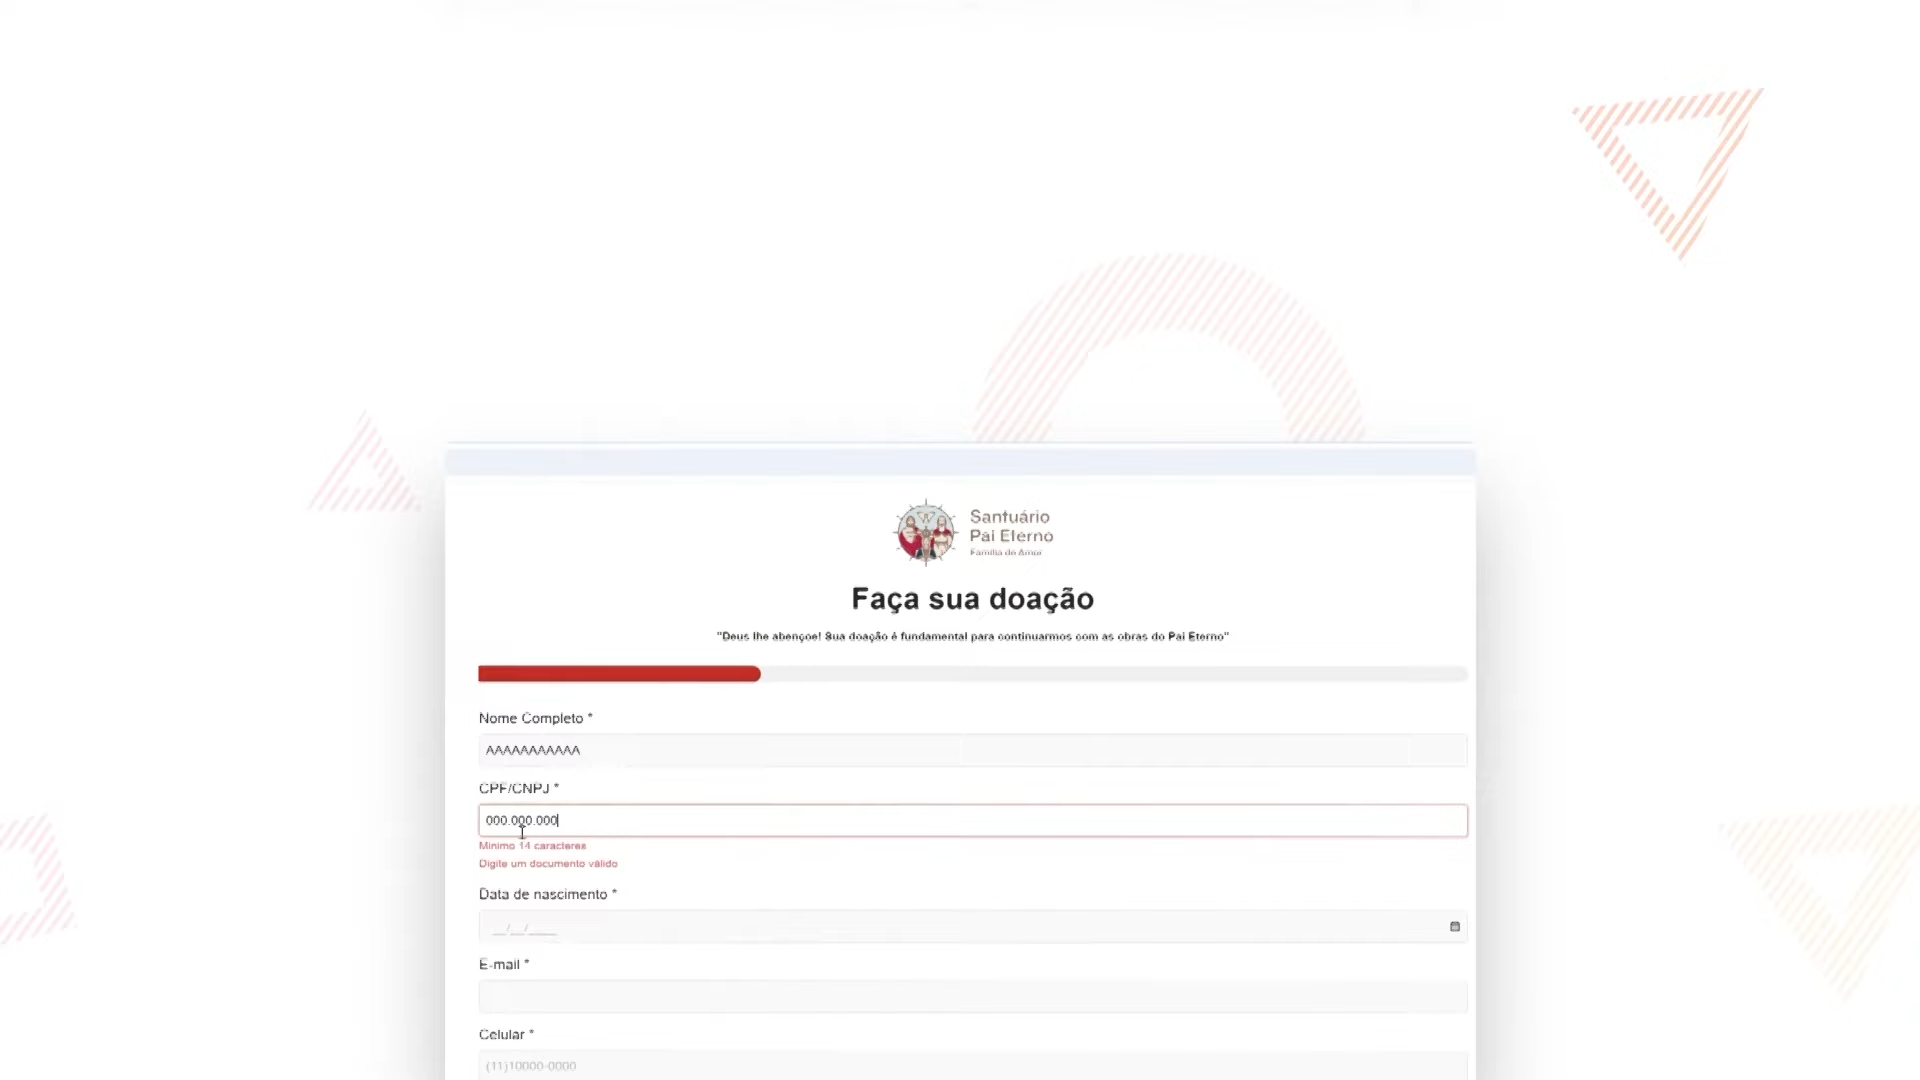 Santuário
Pai Eterno
Família de Amor
Faça sua doação
"Deus lhe abençoe! Sua doação é fundamental para continuarmos com as obras do Pai Eterno"
Nome Completo *
AAAAAAAAAAA
CPF/CNPJ *
000.000.000
Mínimo 14 caracteres
Digite um documento válido
Data de nascimento *
__/__/____
E-mail *
Celular *
(11)10000-0000